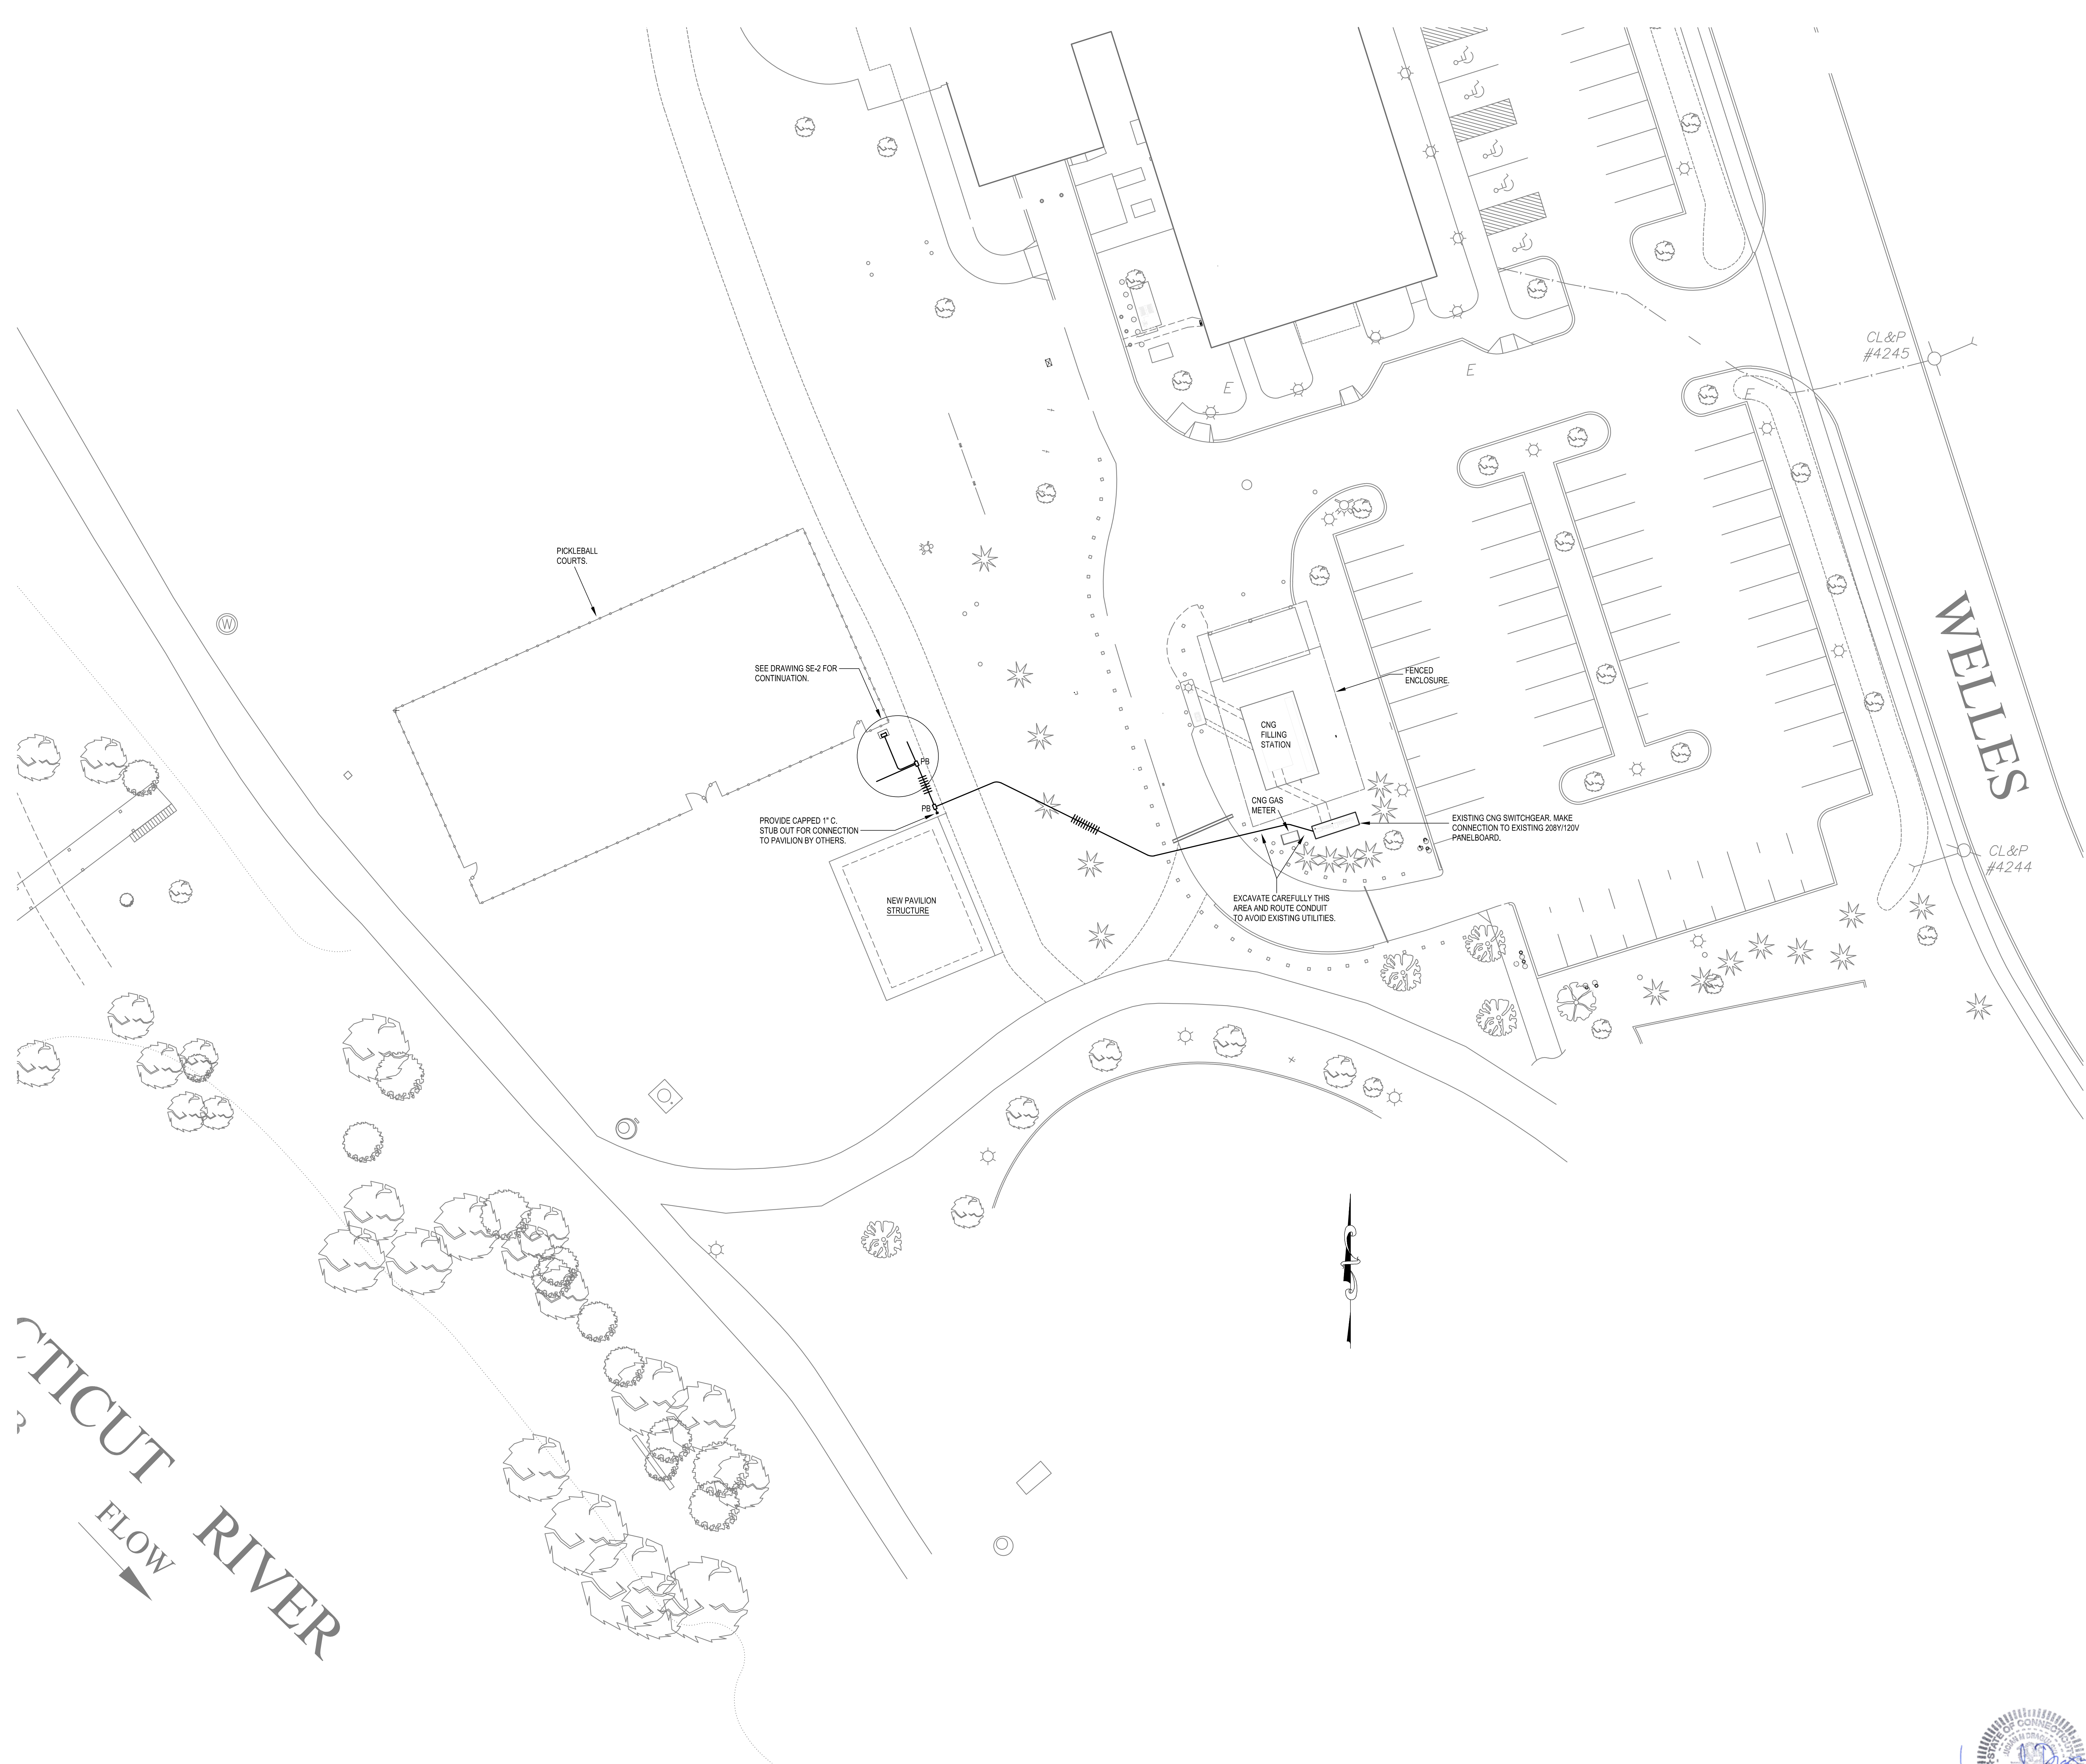 CL&P
#4245
E
E
E
PICKLEBALL
COURTS.
W
SEE DRAWING SE-2 FOR
CONTINUATION.
FENCED
ENCLOSURE.
WELLES
CNG
FILLING
STATION
PB
PB
CNG GAS
METER
PROVIDE CAPPED 1" C.
STUB OUT FOR CONNECTION
TO PAVILION BY OTHERS.
EXISTING CNG SWITCHGEAR. MAKE
CONNECTION TO EXISTING 208Y/120V
PANELBOARD.
CL&P
#4244
NEW PAVILION
STRUCTURE
EXCAVATE CAREFULLY THIS
AREA AND ROUTE CONDUIT
TO AVOID EXISTING UTILITIES.
CTICUT RIVER
FLOW
STATE OF CONNECTICUT